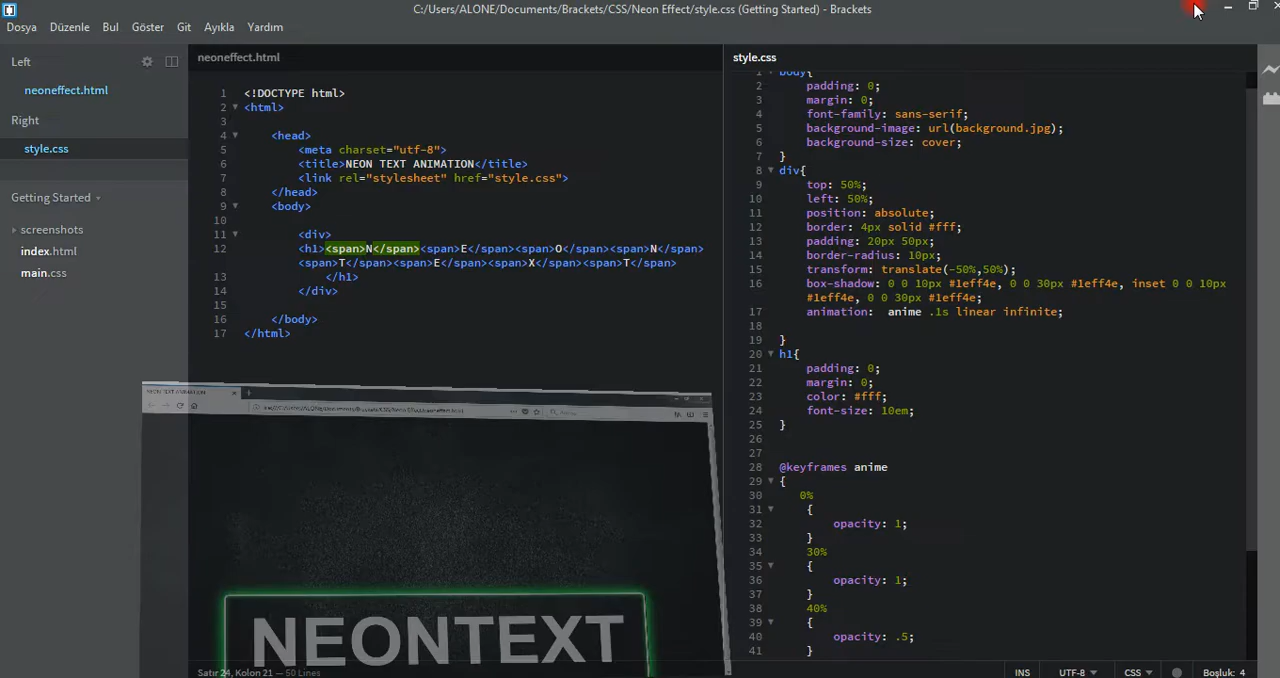 C:/Users/ALONE/Documents/Brackets/CSS/Neon Effect/style.css (Getting Started) - Brackets
Dosya Düzenle Bul Göster Git Ayıkla Yardım
Left
neoneffect.html
Right
style.css
Getting Started
screenshots
index.html
main.css
neoneffect.html
1 <!DOCTYPE html>
2 <html>
3
4 <head>
5 <meta charset="utf-8">
6 <title>NEON TEXT ANIMATION</title>
7 <link rel="stylesheet" href="style.css">
8 </head>
9 <body>
10
11 <div>
12 <h1><span>N</span><span>E</span><span>O</span><span>N</span>
<span>T</span><span>E</span><span>X</span><span>T</span>
13 </h1>
14 </div>
15
16 </body>
17 </html>
style.css
1 body{
2 padding: 0;
3 margin: 0;
4 font-family: sans-serif;
5 background-image: url(background.jpg);
6 background-size: cover;
7 }
8 div{
9 top: 50%;
10 left: 50%;
11 position: absolute;
12 border: 4px solid #fff;
13 padding: 20px 50px;
14 border-radius: 10px;
15 transform: translate(-50%,50%);
16 box-shadow: 0 0 10px #1eff4e, 0 0 30px #1eff4e, inset 0 0 10px
#1eff4e, 0 0 30px #1eff4e;
17 animation:  anime .1s linear infinite;
18
19 }
20 h1{
21 padding: 0;
22 margin: 0;
23 color: #fff;
24 font-size: 10em;
25 }
26
27
28 @keyframes anime
29 {
30 0%
31 {
32 opacity: 1;
33 }
34 30%
35 {
36 opacity: 1;
37 }
38 40%
39 {
40 opacity: .5;
41 }
NEON TEXT ANIMATION
NEONTEXT
Satır 24, Kolon 21 — 50 Lines
INS UTF-8 CSS Boşluk: 4